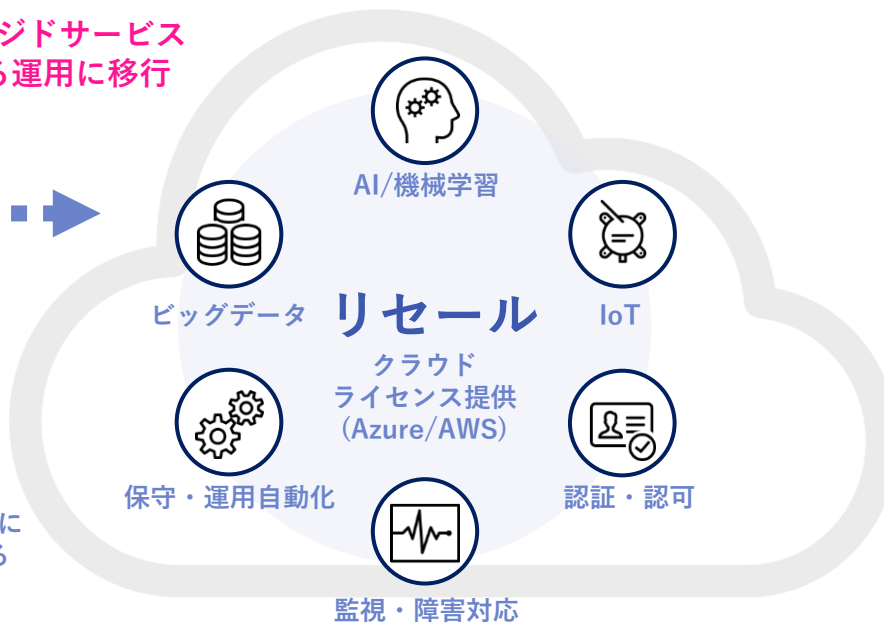 ジドサービス
る運用に移行
AI/機械学習
ビッグデータ
リセール
IoT
クラウド
ライセンス提供
(Azure/AWS)
保守・運用自動化
認証・認可
に
る
監視・障害対応